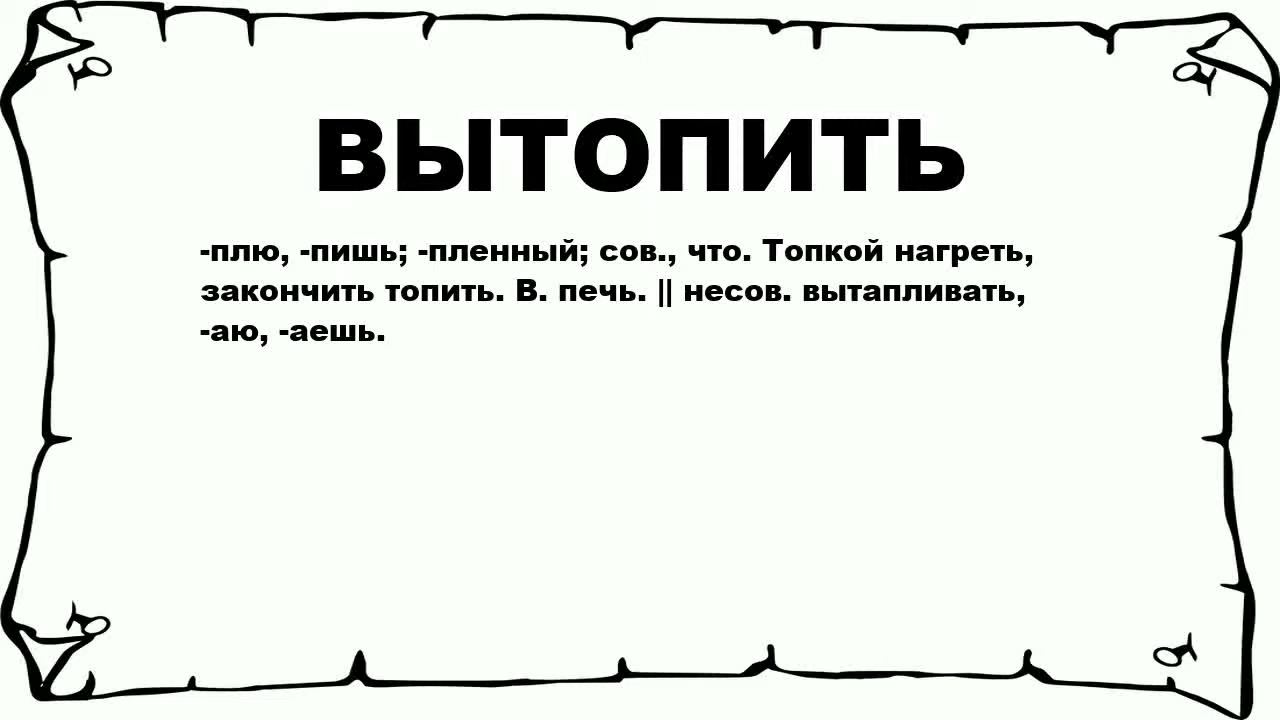 ВЫТОПИТЬ
-плю, -пишь; -пленный; сов., что. Топкой нагреть,
закончить топить. В. печь. || несов. вытапливать,
-аю, -аешь.